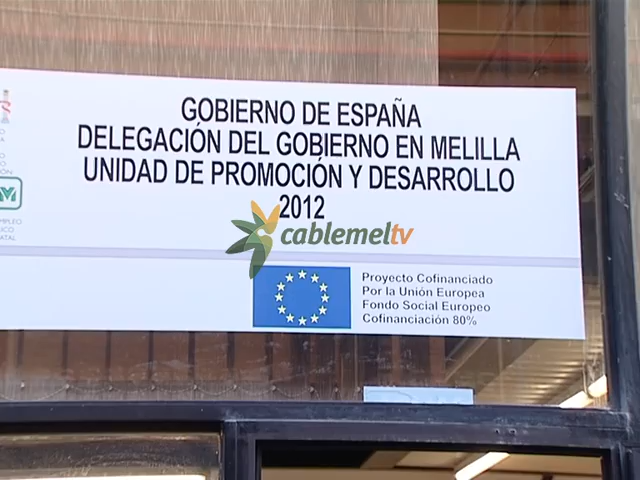 GOBIERNO DE ESPAÑA
DELEGACIÓN DEL GOBIERNO EN MELILLA
UNIDAD DE PROMOCIÓN Y DESARROLLO
2012
cablemeltv
Proyecto Cofinanciado
Por la Unión Europea
Fondo Social Europeo
Cofinanciación 80%